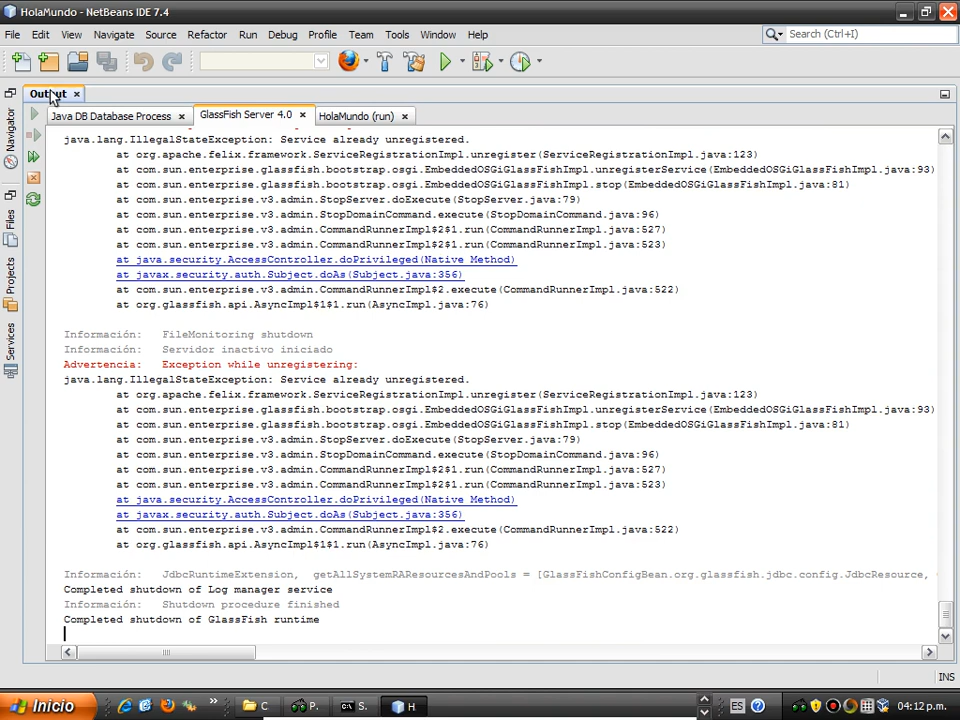 HolaMundo - NetBeans IDE 7.4
File Edit View Navigate Source Refactor Run Debug Profile Team Tools Window Help
Search (Ctrl+I)
Output
Java DB Database Process GlassFish Server 4.0 HolaMundo (run)
Navigator
Files
Projects
Services
java.lang.IllegalStateException: Service already unregistered.
at org.apache.felix.framework.ServiceRegistrationImpl.unregister(ServiceRegistrationImpl.java:123)
at com.sun.enterprise.glassfish.bootstrap.osgi.EmbeddedOSGiGlassFishImpl.unregisterService(EmbeddedOSGiGlassFishImpl.java:93)
at com.sun.enterprise.glassfish.bootstrap.osgi.EmbeddedOSGiGlassFishImpl.stop(EmbeddedOSGiGlassFishImpl.java:81)
at com.sun.enterprise.v3.admin.StopServer.doExecute(StopServer.java:79)
at com.sun.enterprise.v3.admin.StopDomainCommand.execute(StopDomainCommand.java:96)
at com.sun.enterprise.v3.admin.CommandRunnerImpl$2$1.run(CommandRunnerImpl.java:527)
at com.sun.enterprise.v3.admin.CommandRunnerImpl$2$1.run(CommandRunnerImpl.java:523)
at java.security.AccessController.doPrivileged(Native Method)
at javax.security.auth.Subject.doAs(Subject.java:356)
at com.sun.enterprise.v3.admin.CommandRunnerImpl$2.execute(CommandRunnerImpl.java:522)
at org.glassfish.api.AsyncImpl$1$1.run(AsyncImpl.java:76)
Información: FileMonitoring shutdown
Información: Servidor inactivo iniciado
Advertencia: Exception while unregistering:
java.lang.IllegalStateException: Service already unregistered.
at org.apache.felix.framework.ServiceRegistrationImpl.unregister(ServiceRegistrationImpl.java:123)
at com.sun.enterprise.glassfish.bootstrap.osgi.EmbeddedOSGiGlassFishImpl.unregisterService(EmbeddedOSGiGlassFishImpl.java:93)
at com.sun.enterprise.glassfish.bootstrap.osgi.EmbeddedOSGiGlassFishImpl.stop(EmbeddedOSGiGlassFishImpl.java:81)
at com.sun.enterprise.v3.admin.StopServer.doExecute(StopServer.java:79)
at com.sun.enterprise.v3.admin.StopDomainCommand.execute(StopDomainCommand.java:96)
at com.sun.enterprise.v3.admin.CommandRunnerImpl$2$1.run(CommandRunnerImpl.java:527)
at com.sun.enterprise.v3.admin.CommandRunnerImpl$2$1.run(CommandRunnerImpl.java:523)
at java.security.AccessController.doPrivileged(Native Method)
at javax.security.auth.Subject.doAs(Subject.java:356)
at com.sun.enterprise.v3.admin.CommandRunnerImpl$2.execute(CommandRunnerImpl.java:522)
at org.glassfish.api.AsyncImpl$1$1.run(AsyncImpl.java:76)
Información: JdbcRuntimeExtension, getAllSystemRAResourcesAndPools = [GlassFishConfigBean.org.glassfish.jdbc.config.JdbcResource,
Completed shutdown of Log manager service
Información: Shutdown procedure finished
Completed shutdown of GlassFish runtime
INS
Inicio C P. S. H ES 04:12 p.m.